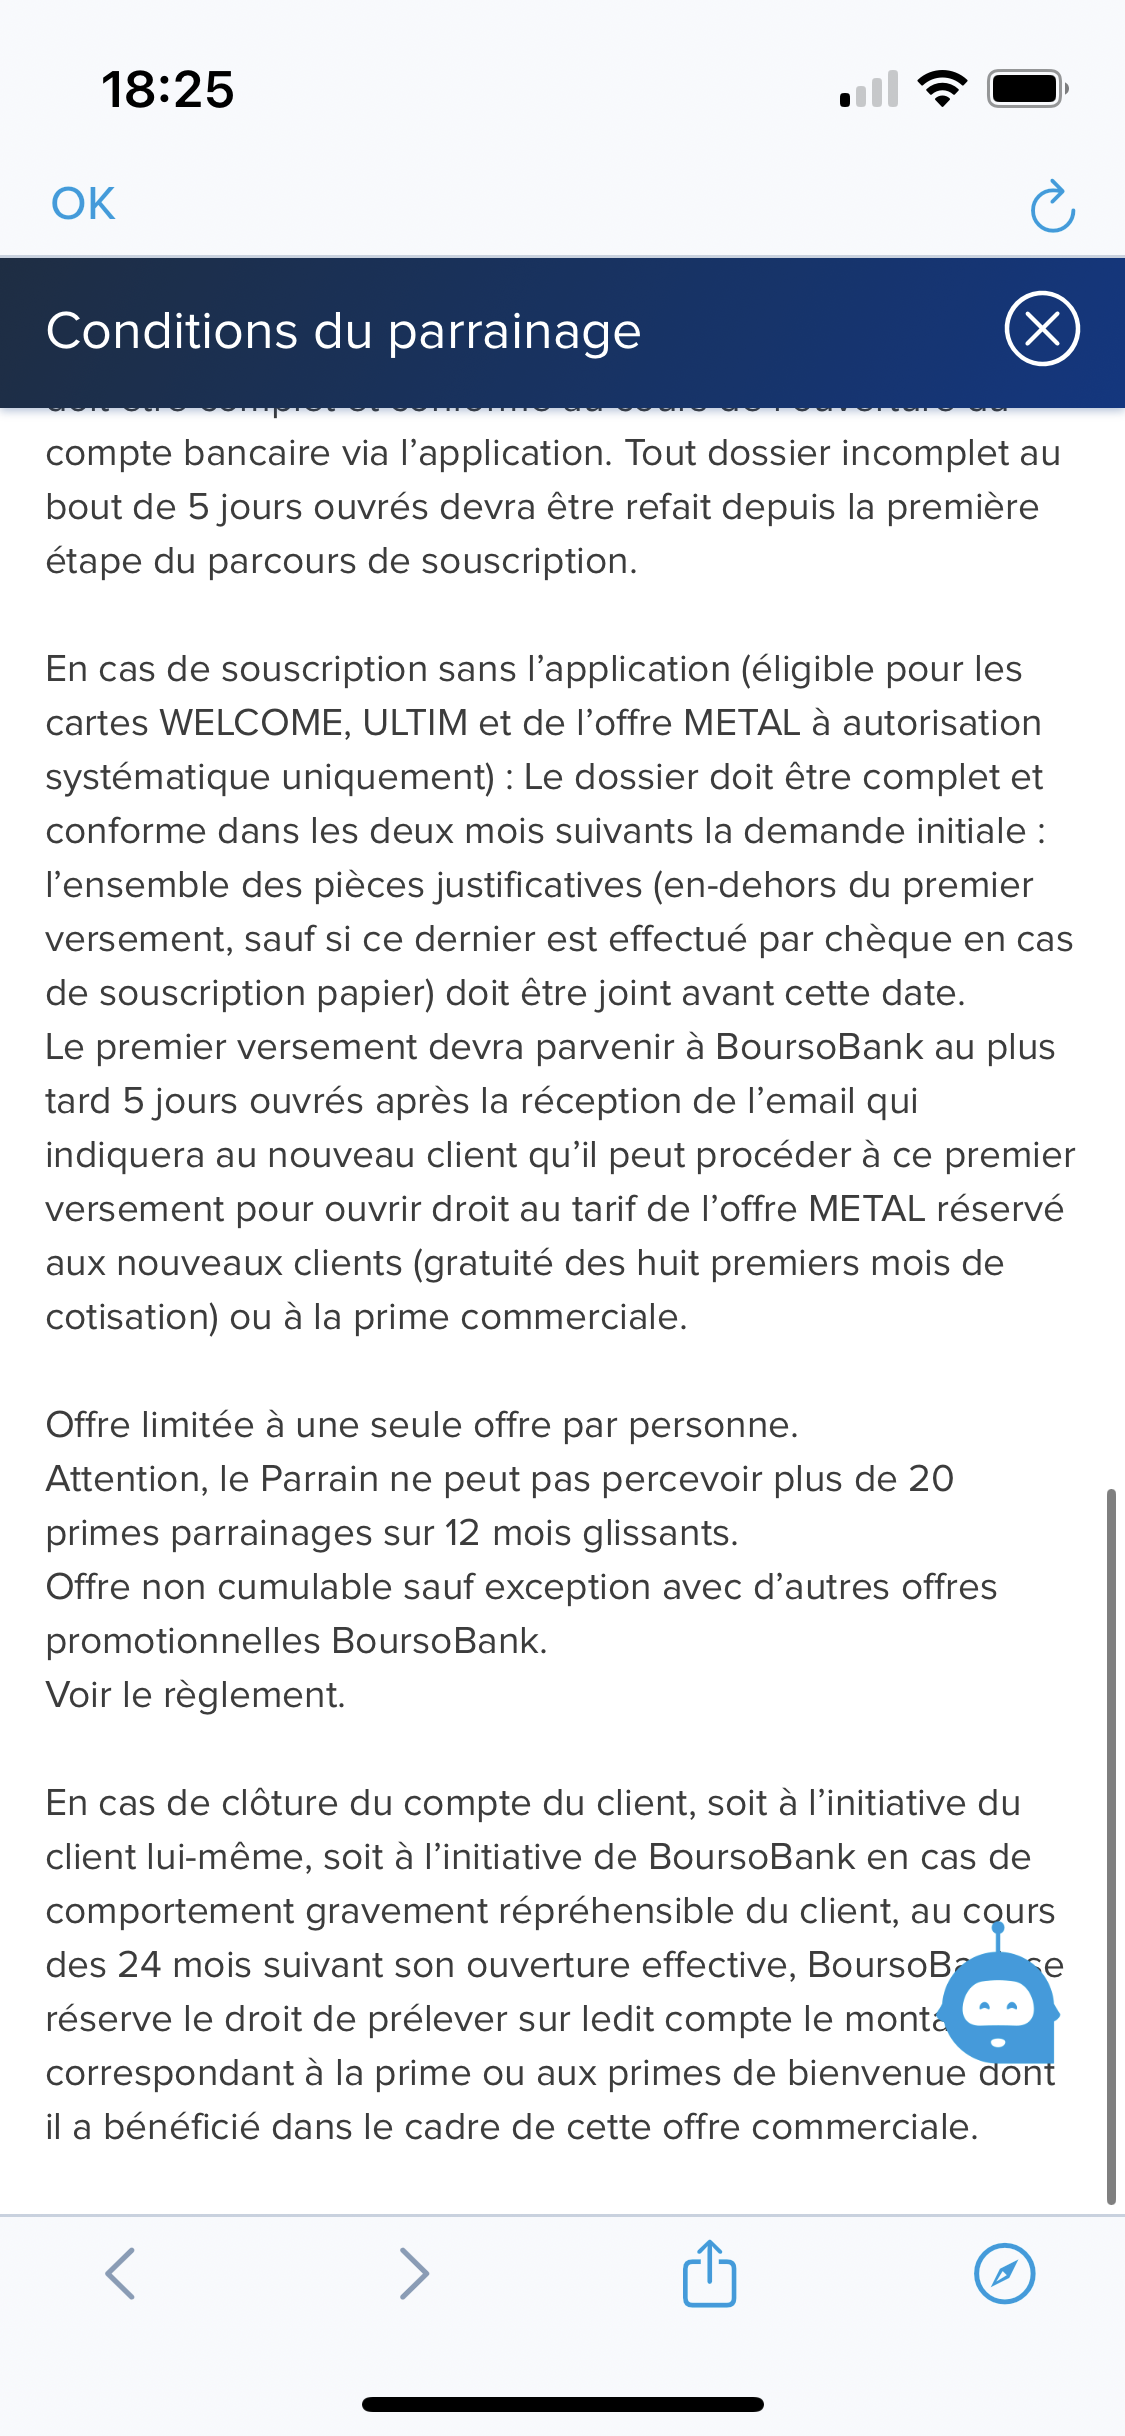 18:25
OK
Conditions du parrainage
doit être complet et conforme au cours de l’ouverture du
compte bancaire via l’application. Tout dossier incomplet au
bout de 5 jours ouvrés devra être refait depuis la première
étape du parcours de souscription.
En cas de souscription sans l’application (éligible pour les
cartes WELCOME, ULTIM et de l’offre METAL à autorisation
systématique uniquement) : Le dossier doit être complet et
conforme dans les deux mois suivants la demande initiale :
l’ensemble des pièces justificatives (en-dehors du premier
versement, sauf si ce dernier est effectué par chèque en cas
de souscription papier) doit être joint avant cette date.
Le premier versement devra parvenir à BoursoBank au plus
tard 5 jours ouvrés après la réception de l’email qui
indiquera au nouveau client qu’il peut procéder à ce premier
versement pour ouvrir droit au tarif de l’offre METAL réservé
aux nouveaux clients (gratuité des huit premiers mois de
cotisation) ou à la prime commerciale.
Offre limitée à une seule offre par personne.
Attention, le Parrain ne peut pas percevoir plus de 20
primes parrainages sur 12 mois glissants.
Offre non cumulable sauf exception avec d’autres offres
promotionnelles BoursoBank.
Voir le règlement.
En cas de clôture du compte du client, soit à l’initiative du
client lui-même, soit à l’initiative de BoursoBank en cas de
comportement gravement répréhensible du client, au cours
des 24 mois suivant son ouverture effective, se
réserve le droit de prélever sur ledit compte le
correspondant à la prime ou aux primes de bienvenue dont
il a bénéficié dans le cadre de cette offre commerciale.